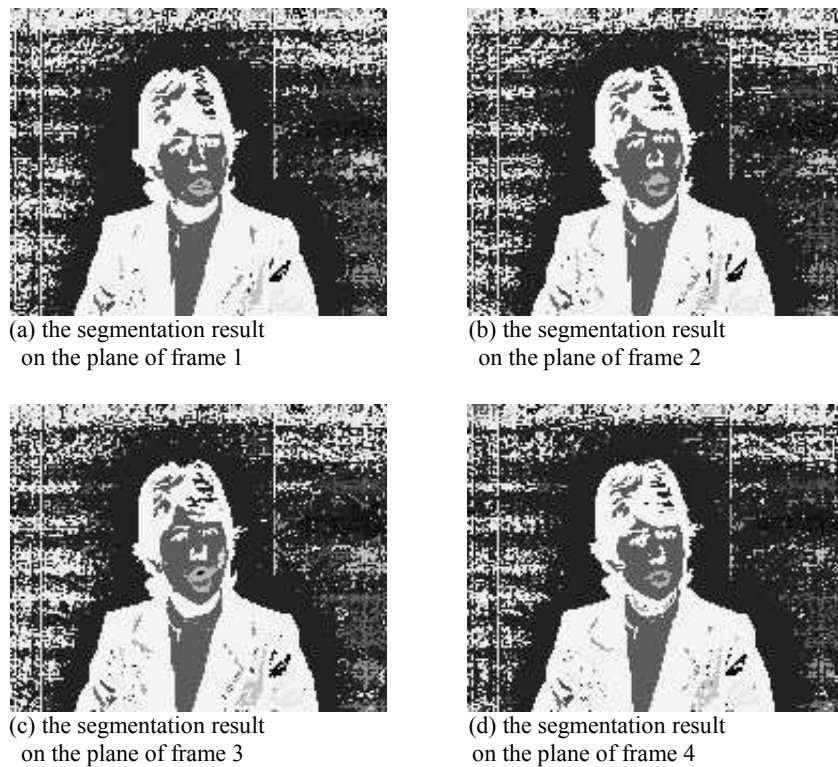 (a) the segmentation result
on the plane of frame 1
(b) the segmentation result
on the plane of frame 2
(c) the segmentation result
on the plane of frame 3
(d) the segmentation result
on the plane of frame 4